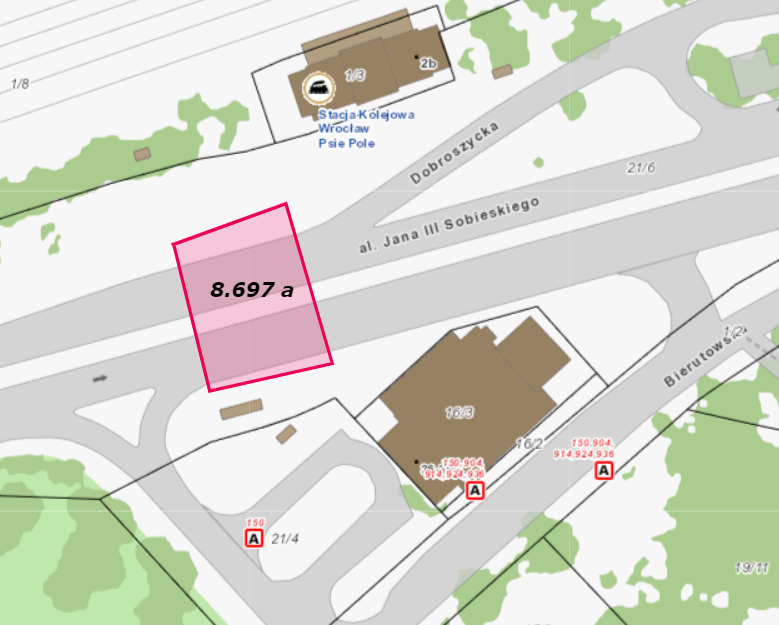 2b
1/3
1/8
Stacja Kolejowa
Wrocław
Psie Pole
Dobroszycka
21/6
al. Jana III Sobieskiego
8.697 a
1/2
Bierutows
16/3
16/2
150,904,
914,924,936
A
150,904,
914,924,936
A
150
A
21/4
19/11